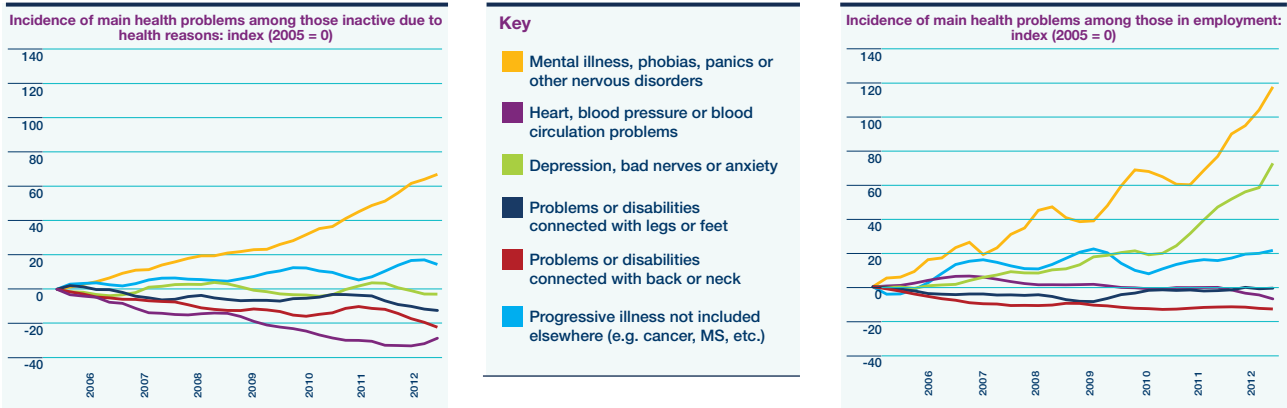 Incidence of main health problems among those inactive due to
health reasons: index (2005 = 0)
140
120
100
80
60
40
20
0
-20
-40
2006
2007
2008
2009
2010
2011
2012
Key
Mental illness, phobias, panics or
other nervous disorders
Heart, blood pressure or blood
circulation problems
Depression, bad nerves or anxiety
Problems or disabilities
connected with legs or feet
Problems or disabilities
connected with back or neck
Progressive illness not included
elsewhere (e.g. cancer, MS, etc.)
Incidence of main health problems among those in employment:
index (2005 = 0)
140
120
100
80
60
40
20
0
-20
-40
2006
2007
2008
2009
2010
2011
2012